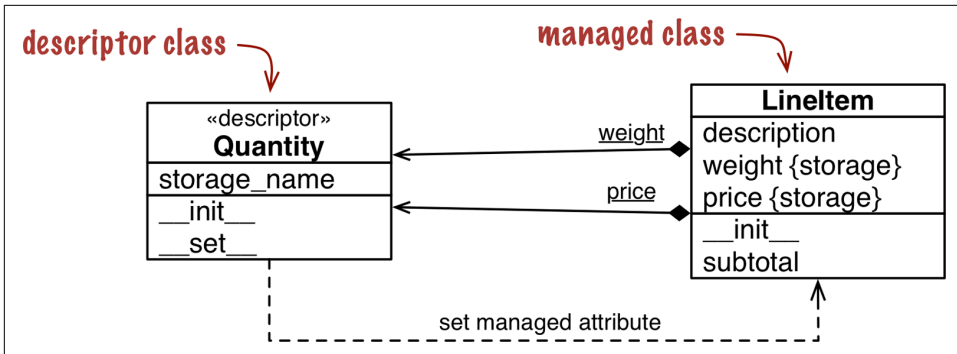 descriptor class
managed class
«descriptor»
Quantity
storage_name
__init__
__set__
weight
price
LineItem
description
weight {storage}
price {storage}
__init__
subtotal
set managed attribute